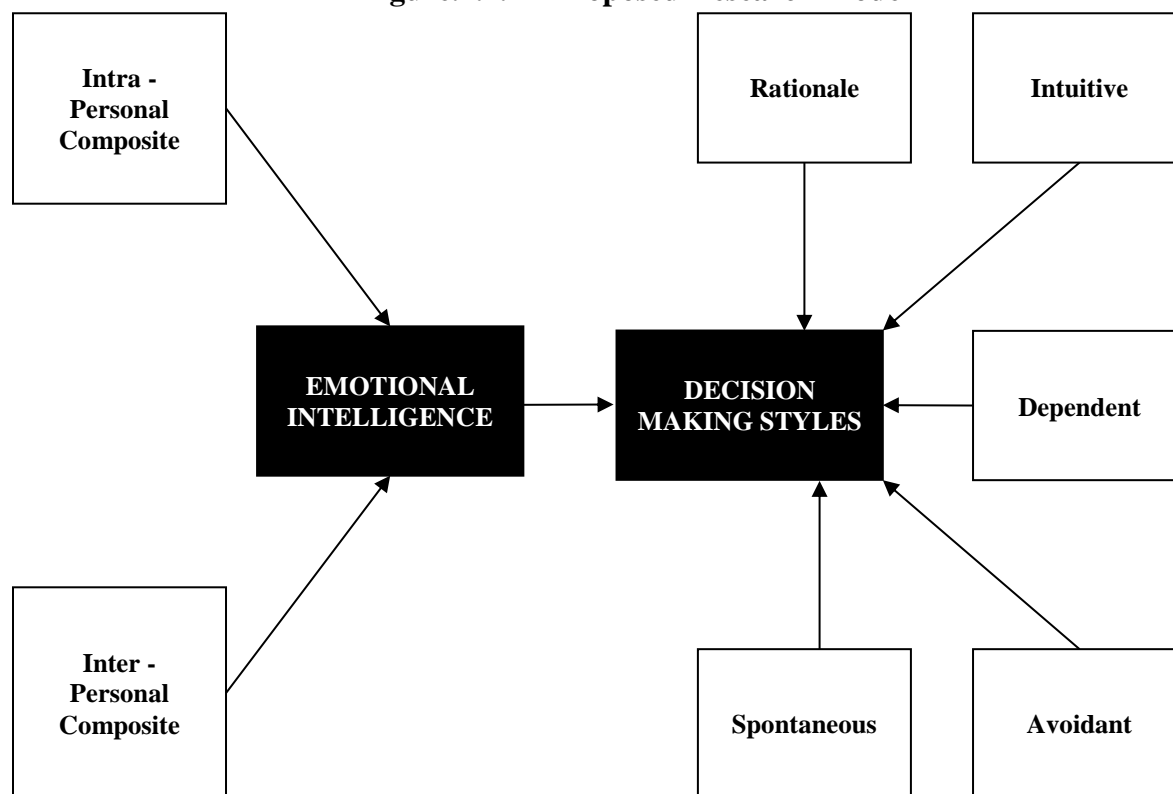 Intra -
Personal
Composite
Rationale
Intuitive
EMOTIONAL
INTELLIGENCE
DECISION
MAKING STYLES
Dependent
Inter -
Personal
Composite
Spontaneous
Avoidant